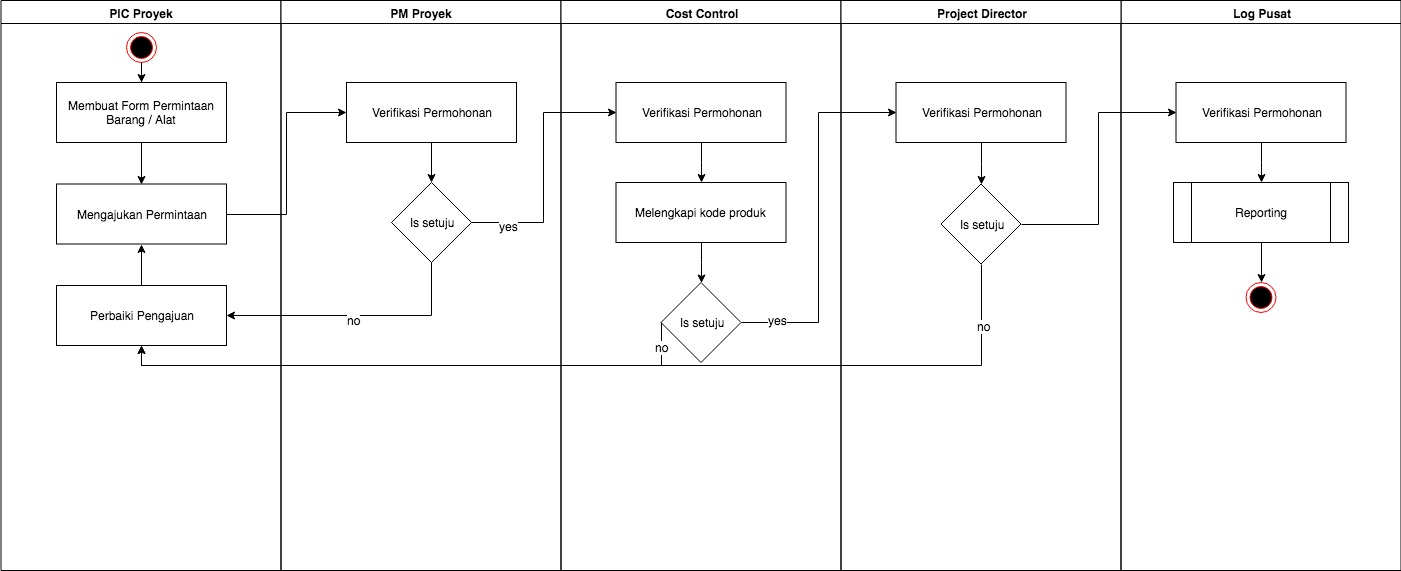 PIC Proyek
PM Proyek
Cost Control
Project Director
Log Pusat
Membuat Form Permintaan
Barang / Alat
Verifikasi Permohonan
Verifikasi Permohonan
Verifikasi Permohonan
Verifikasi Permohonan
Mengajukan Permintaan
Is setuju
yes
Melengkapi kode produk
Is setuju
Reporting
Perbaiki Pengajuan
no
Is setuju
yes
no
no